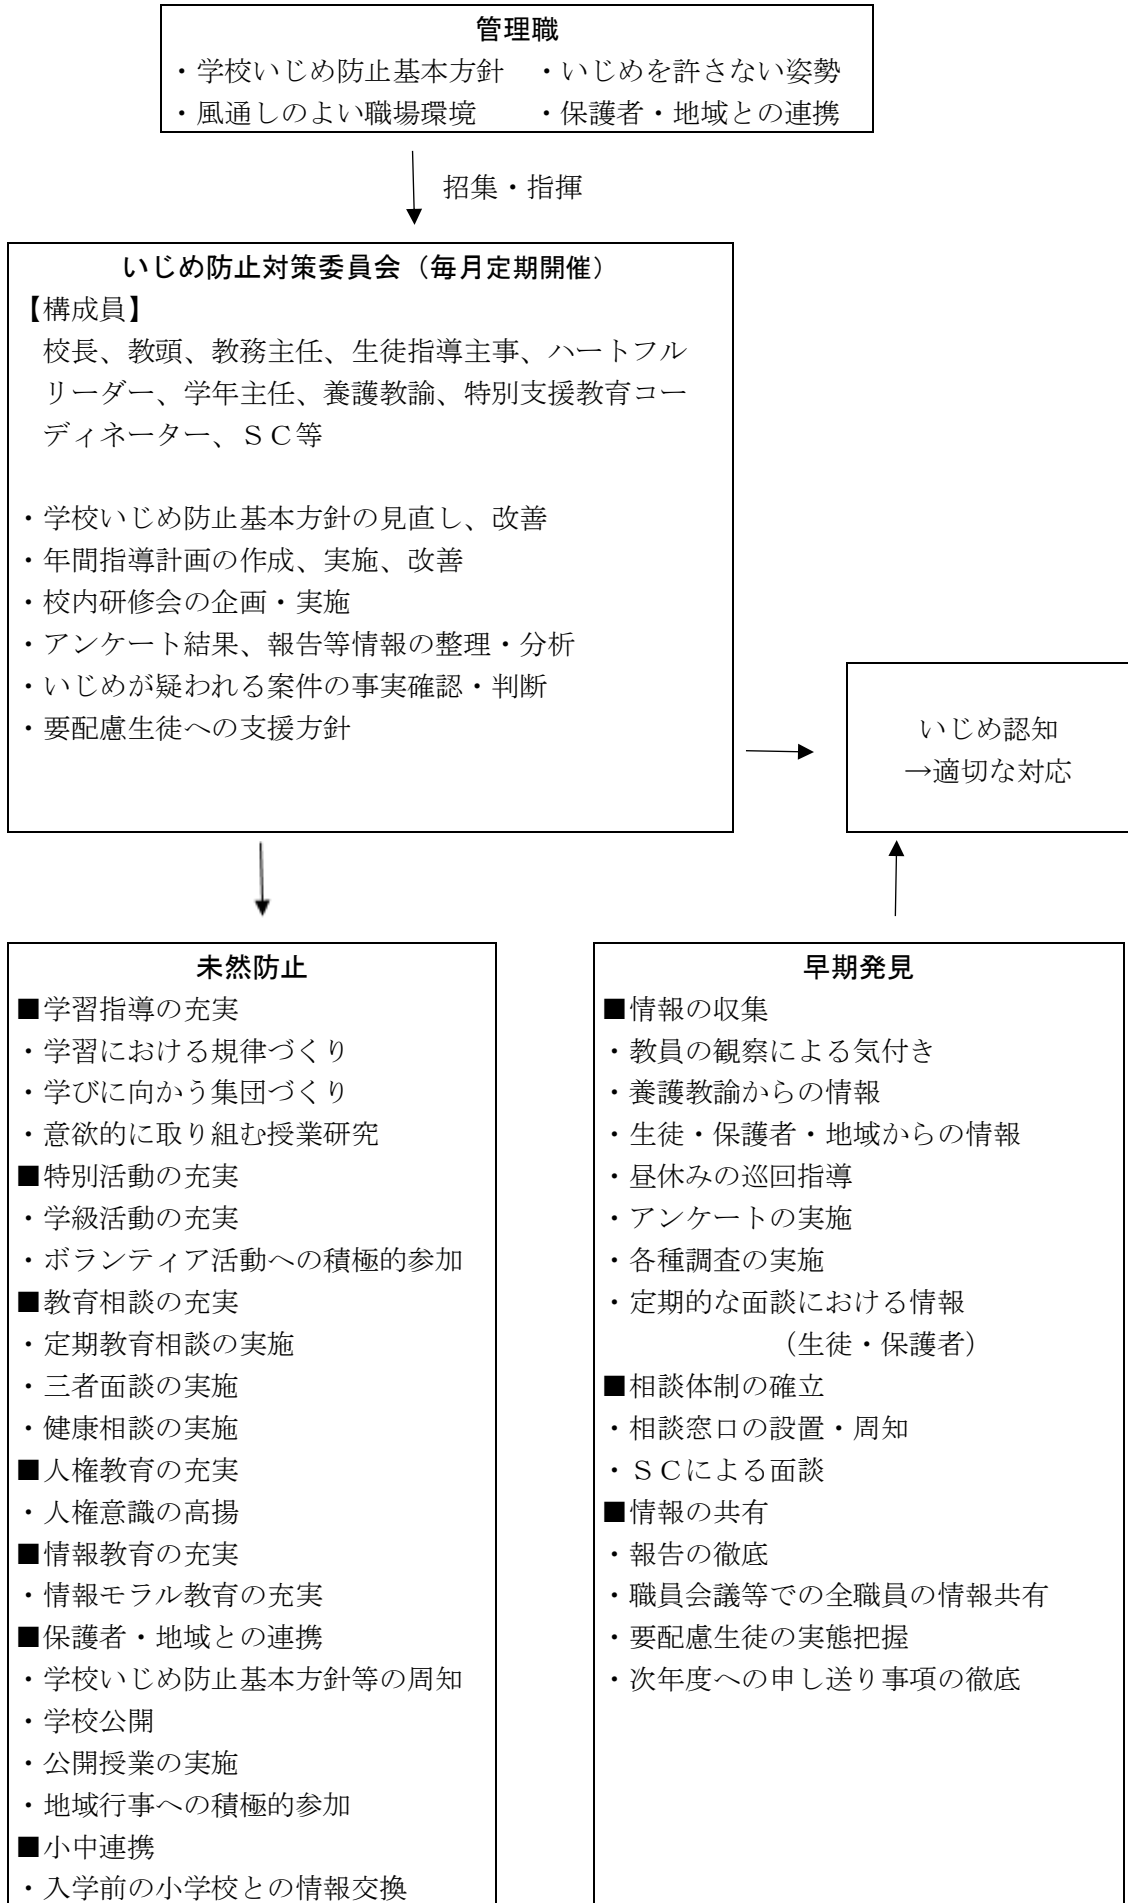 管理職
・学校いじめ防止基本方針　・いじめを許さない姿勢
・風通しのよい職場環境　　・保護者・地域との連携
招集・指揮
いじめ防止対策委員会（毎月定期開催）
【構成員】
校長、教頭、教務主任、生徒指導主事、ハートフル
リーダー、学年主任、養護教諭、特別支援教育コー
ディネーター、ＳＣ等
・学校いじめ防止基本方針の見直し、改善
・年間指導計画の作成、実施、改善
・校内研修会の企画・実施
・アンケート結果、報告等情報の整理・分析
・いじめが疑われる案件の事実確認・判断
・要配慮生徒への支援方針
いじめ認知
→適切な対応
未然防止
■学習指導の充実
・学習における規律づくり
・学びに向かう集団づくり
・意欲的に取り組む授業研究
■特別活動の充実
・学級活動の充実
・ボランティア活動への積極的参加
■教育相談の充実
・定期教育相談の実施
・三者面談の実施
・健康相談の実施
■人権教育の充実
・人権意識の高揚
■情報教育の充実
・情報モラル教育の充実
■保護者・地域との連携
・学校いじめ防止基本方針等の周知
・学校公開
・公開授業の実施
・地域行事への積極的参加
■小中連携
・入学前の小学校との情報交換
早期発見
■情報の収集
・教員の観察による気付き
・養護教諭からの情報
・生徒・保護者・地域からの情報
・昼休みの巡回指導
・アンケートの実施
・各種調査の実施
・定期的な面談における情報
（生徒・保護者）
■相談体制の確立
・相談窓口の設置・周知
・ＳＣによる面談
■情報の共有
・報告の徹底
・職員会議等での全職員の情報共有
・要配慮生徒の実態把握
・次年度への申し送り事項の徹底